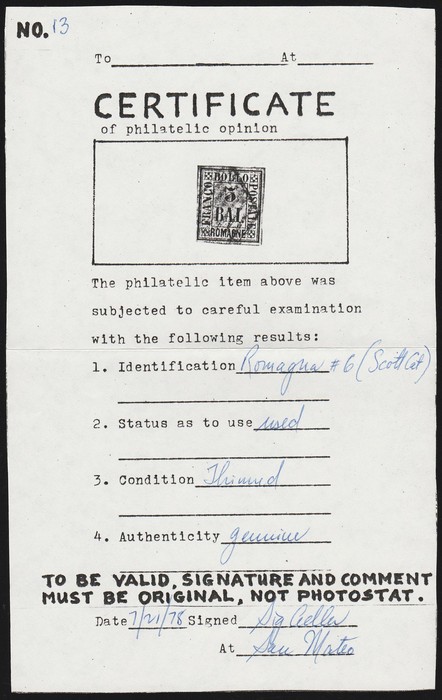 NO. 13
To At
CERTIFICATE
of philatelic opinion
FRANCO BOLLO POSTALE
5
BAI
ROMAGNE
The philatelic item above was
subjected to careful examination
with the following results:
1. Identification Romagna #6 (Scott Cat)
2. Status as to use used
3. Condition Thinned
4. Authenticity genuine
TO BE VALID, SIGNATURE AND COMMENT
MUST BE ORIGINAL, NOT PHOTOSTAT.
Date 7/21/78 Signed
At San Mateo